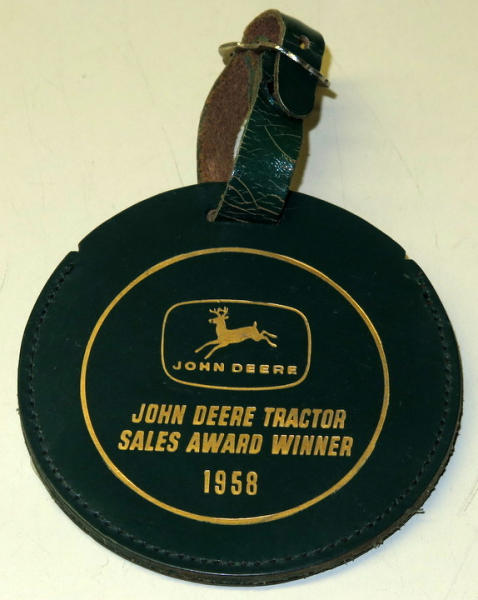 JOHN DEERE
JOHN DEERE TRACTOR
SALES AWARD WINNER
1958